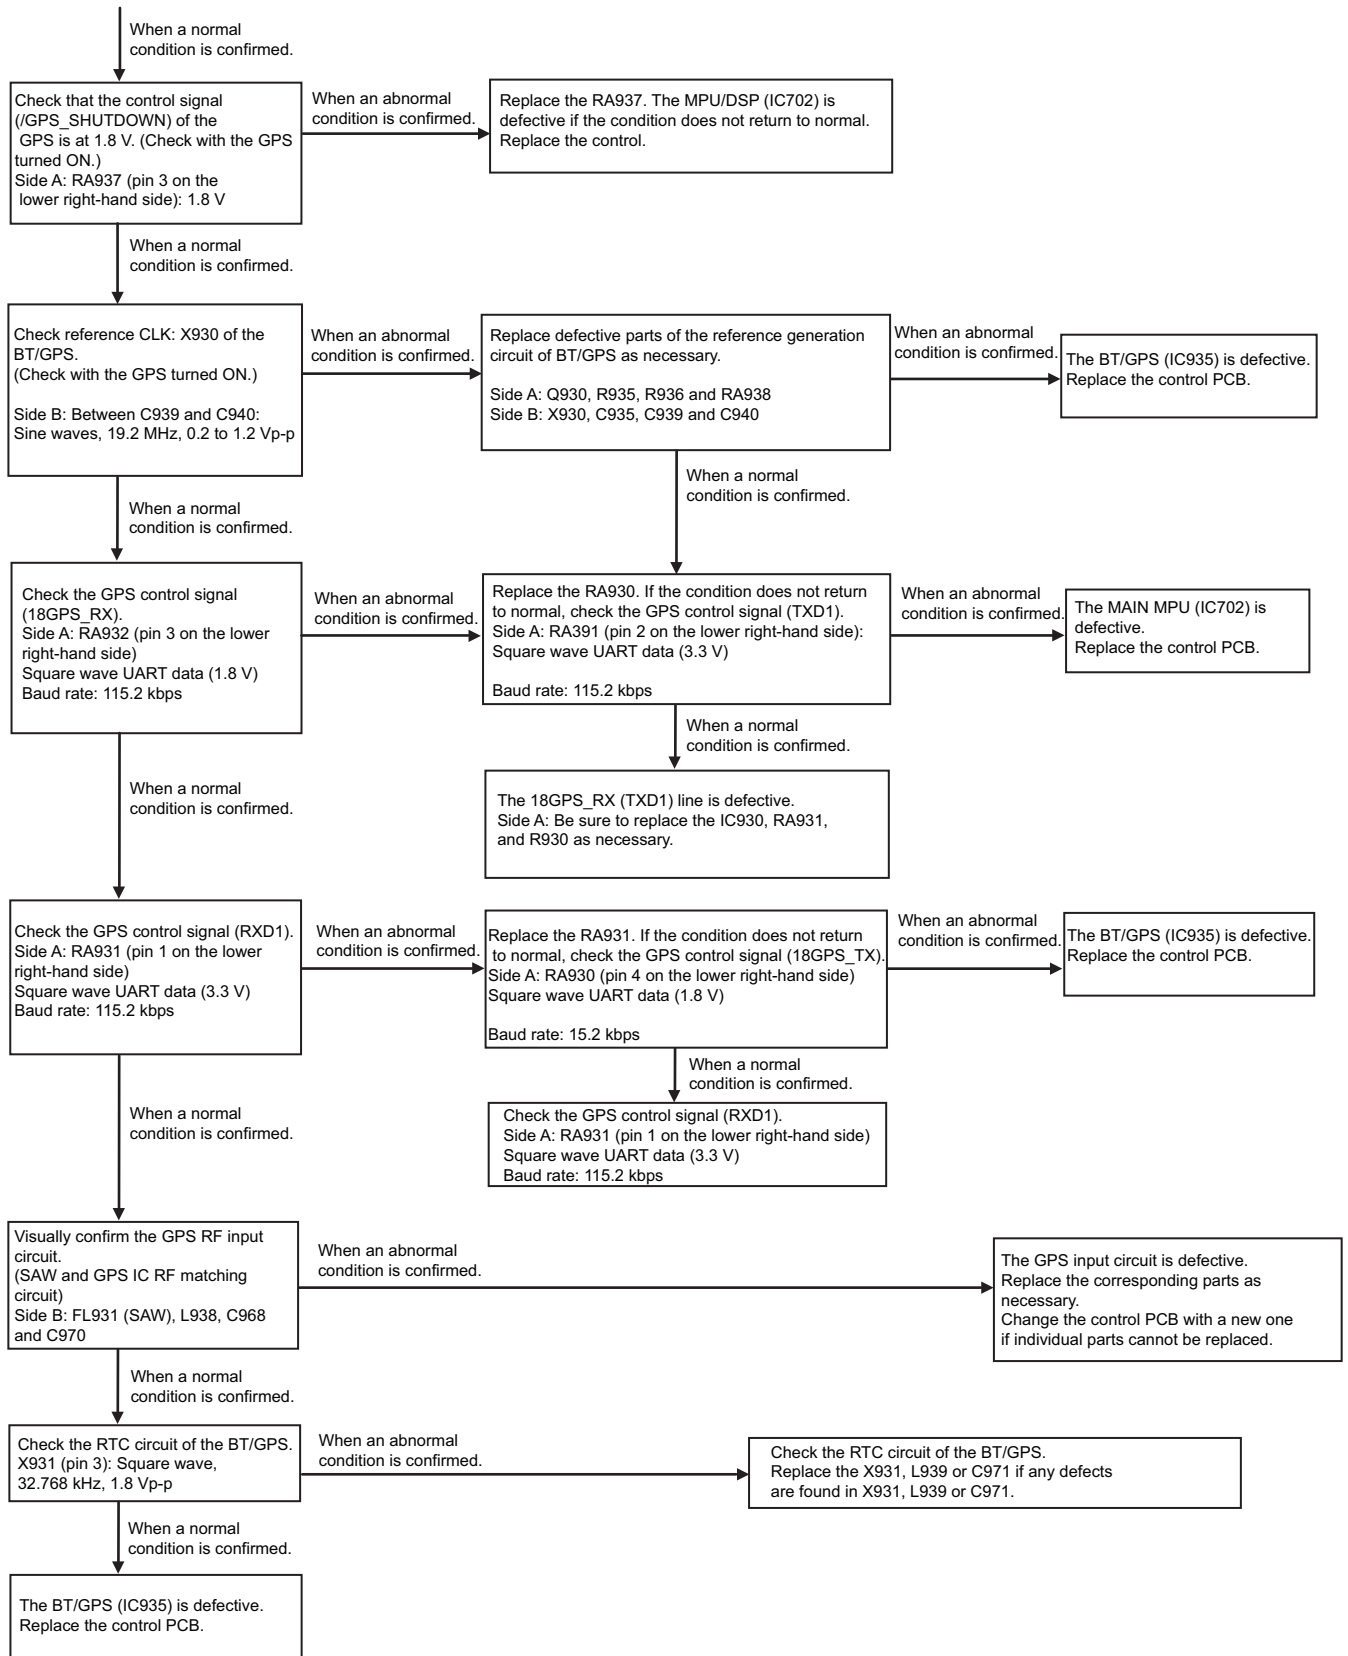 When a normal
condition is confirmed.
Check that the control signal
(/GPS_SHUTDOWN) of the
GPS is at 1.8 V. (Check with the GPS
turned ON.)
Side A: RA937 (pin 3 on the
lower right-hand side): 1.8 V
When an abnormal
condition is confirmed.
Replace the RA937. The MPU/DSP (IC702) is
defective if the condition does not return to normal.
Replace the control.
When a normal
condition is confirmed.
Check reference CLK: X930 of the
BT/GPS.
(Check with the GPS turned ON.)
Side B: Between C939 and C940:
Sine waves, 19.2 MHz, 0.2 to 1.2 Vp-p
When an abnormal
condition is confirmed.
Replace defective parts of the reference generation
circuit of BT/GPS as necessary.
Side A: Q930, R935, R936 and RA938
Side B: X930, C935, C939 and C940
When an abnormal
condition is confirmed.
The BT/GPS (IC935) is defective.
Replace the control PCB.
When a normal
condition is confirmed.
When a normal
condition is confirmed.
Check the GPS control signal
(18GPS_RX).
Side A: RA932 (pin 3 on the lower
right-hand side)
Square wave UART data (1.8 V)
Baud rate: 115.2 kbps
When an abnormal
condition is confirmed.
Replace the RA930. If the condition does not return
to normal, check the GPS control signal (TXD1).
Side A: RA391 (pin 2 on the lower right-hand side):
Square wave UART data (3.3 V)
Baud rate: 115.2 kbps
When an abnormal
condition is confirmed.
The MAIN MPU (IC702) is
defective.
Replace the control PCB.
When a normal
condition is confirmed.
When a normal
condition is confirmed.
The 18GPS_RX (TXD1) line is defective.
Side A: Be sure to replace the IC930, RA931,
and R930 as necessary.
Check the GPS control signal (RXD1).
Side A: RA931 (pin 1 on the lower
right-hand side)
Square wave UART data (3.3 V)
Baud rate: 115.2 kbps
When an abnormal
condition is confirmed.
Replace the RA931. If the condition does not return
to normal, check the GPS control signal (18GPS_TX).
Side A: RA930 (pin 4 on the lower right-hand side)
Square wave UART data (1.8 V)
Baud rate: 15.2 kbps
When an abnormal
condition is confirmed.
The BT/GPS (IC935) is defective.
Replace the control PCB.
When a normal
condition is confirmed.
Check the GPS control signal (RXD1).
Side A: RA931 (pin 1 on the lower right-hand side)
Square wave UART data (3.3 V)
Baud rate: 115.2 kbps
When a normal
condition is confirmed.
Visually confirm the GPS RF input
circuit.
(SAW and GPS IC RF matching
circuit)
Side B: FL931 (SAW), L938, C968
and C970
When an abnormal
condition is confirmed.
The GPS input circuit is defective.
Replace the corresponding parts as
necessary.
Change the control PCB with a new one
if individual parts cannot be replaced.
When a normal
condition is confirmed.
Check the RTC circuit of the BT/GPS.
X931 (pin 3): Square wave,
32.768 kHz, 1.8 Vp-p
When an abnormal
condition is confirmed.
Check the RTC circuit of the BT/GPS.
Replace the X931, L939 or C971 if any defects
are found in X931, L939 or C971.
When a normal
condition is confirmed.
The BT/GPS (IC935) is defective.
Replace the control PCB.